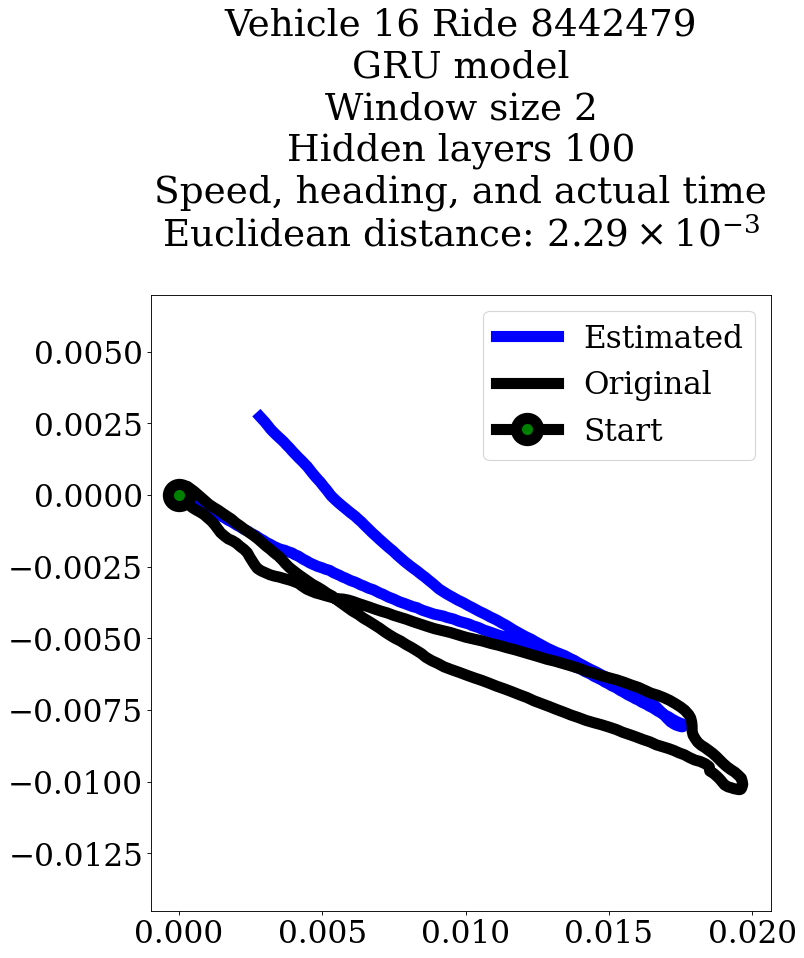 Vehicle 16 Ride 8442479
GRU model
Window size 2
Hidden layers 100
Speed, heading, and actual time
Euclidean distance: 2.29 × 10⁻³
Estimated
Original
Start
0.0050
0.0025
0.0000
−0.0025
−0.0050
−0.0075
−0.0100
−0.0125
0.000 0.005 0.010 0.015 0.020